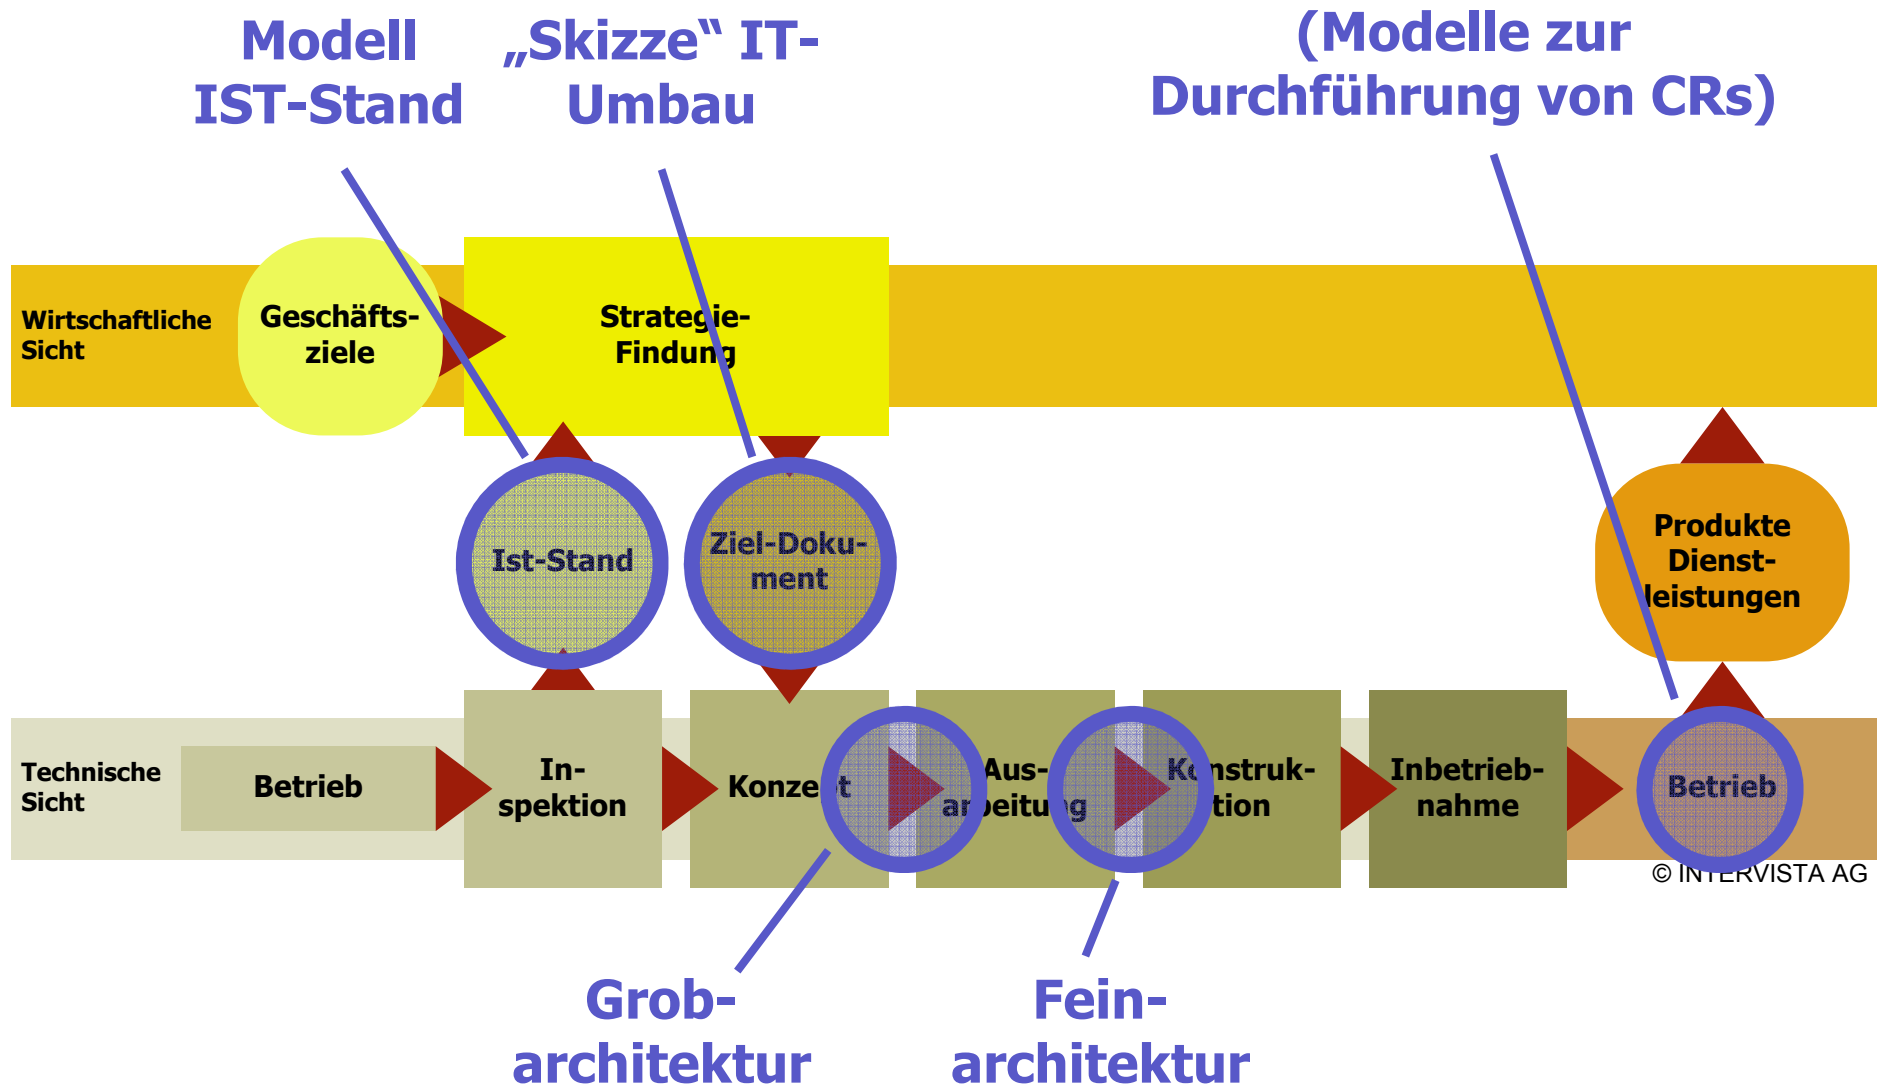 Modell
IST-Stand
„Skizze“ IT-
Umbau
(Modelle zur
Durchführung von CRs)
Wirtschaftliche
Sicht
Geschäfts-
ziele
Strategie-
Findung
Ist-Stand
Ziel-Doku-
ment
Produkte
Dienst-
leistungen
Technische
Sicht
Betrieb
In-
spektion
Konzept
Aus-
arbeitung
Konstruk-
tion
Inbetrieb-
nahme
Betrieb
© INTERVISTA AG
Grob-
architektur
Fein-
architektur